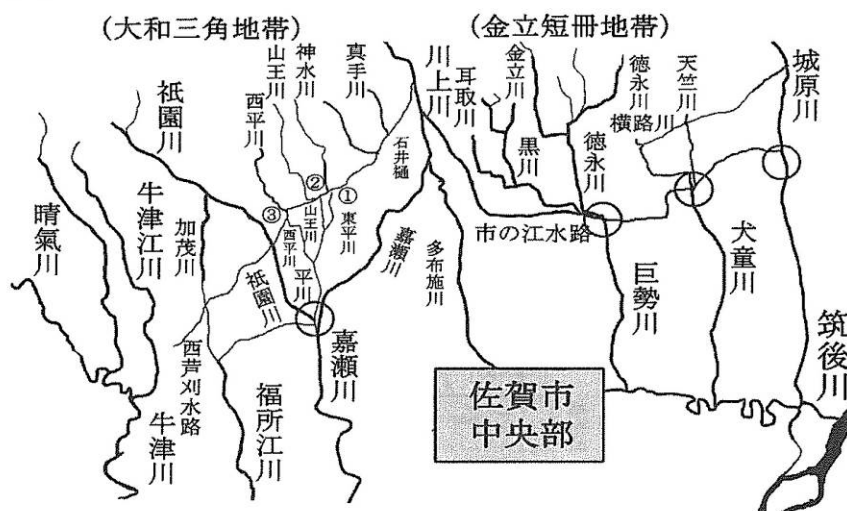 (大和三角地帯)
(金立短冊地帯)
祇園川
西平川
山王川
神水川
真手川
川上川
耳取川
金立川
徳永川
横路川
天竺川
城原川
石井樋
黒川
徳永川
晴氣川
牛津江川
加茂川
③
②
①
山王川
東平川
西平川
平川
祇園川
嘉瀬川
多布施川
市の江水路
巨勢川
犬童川
筑後川
西芦刈水路
牛津川
福所江川
嘉瀬川
佐賀市
中央部